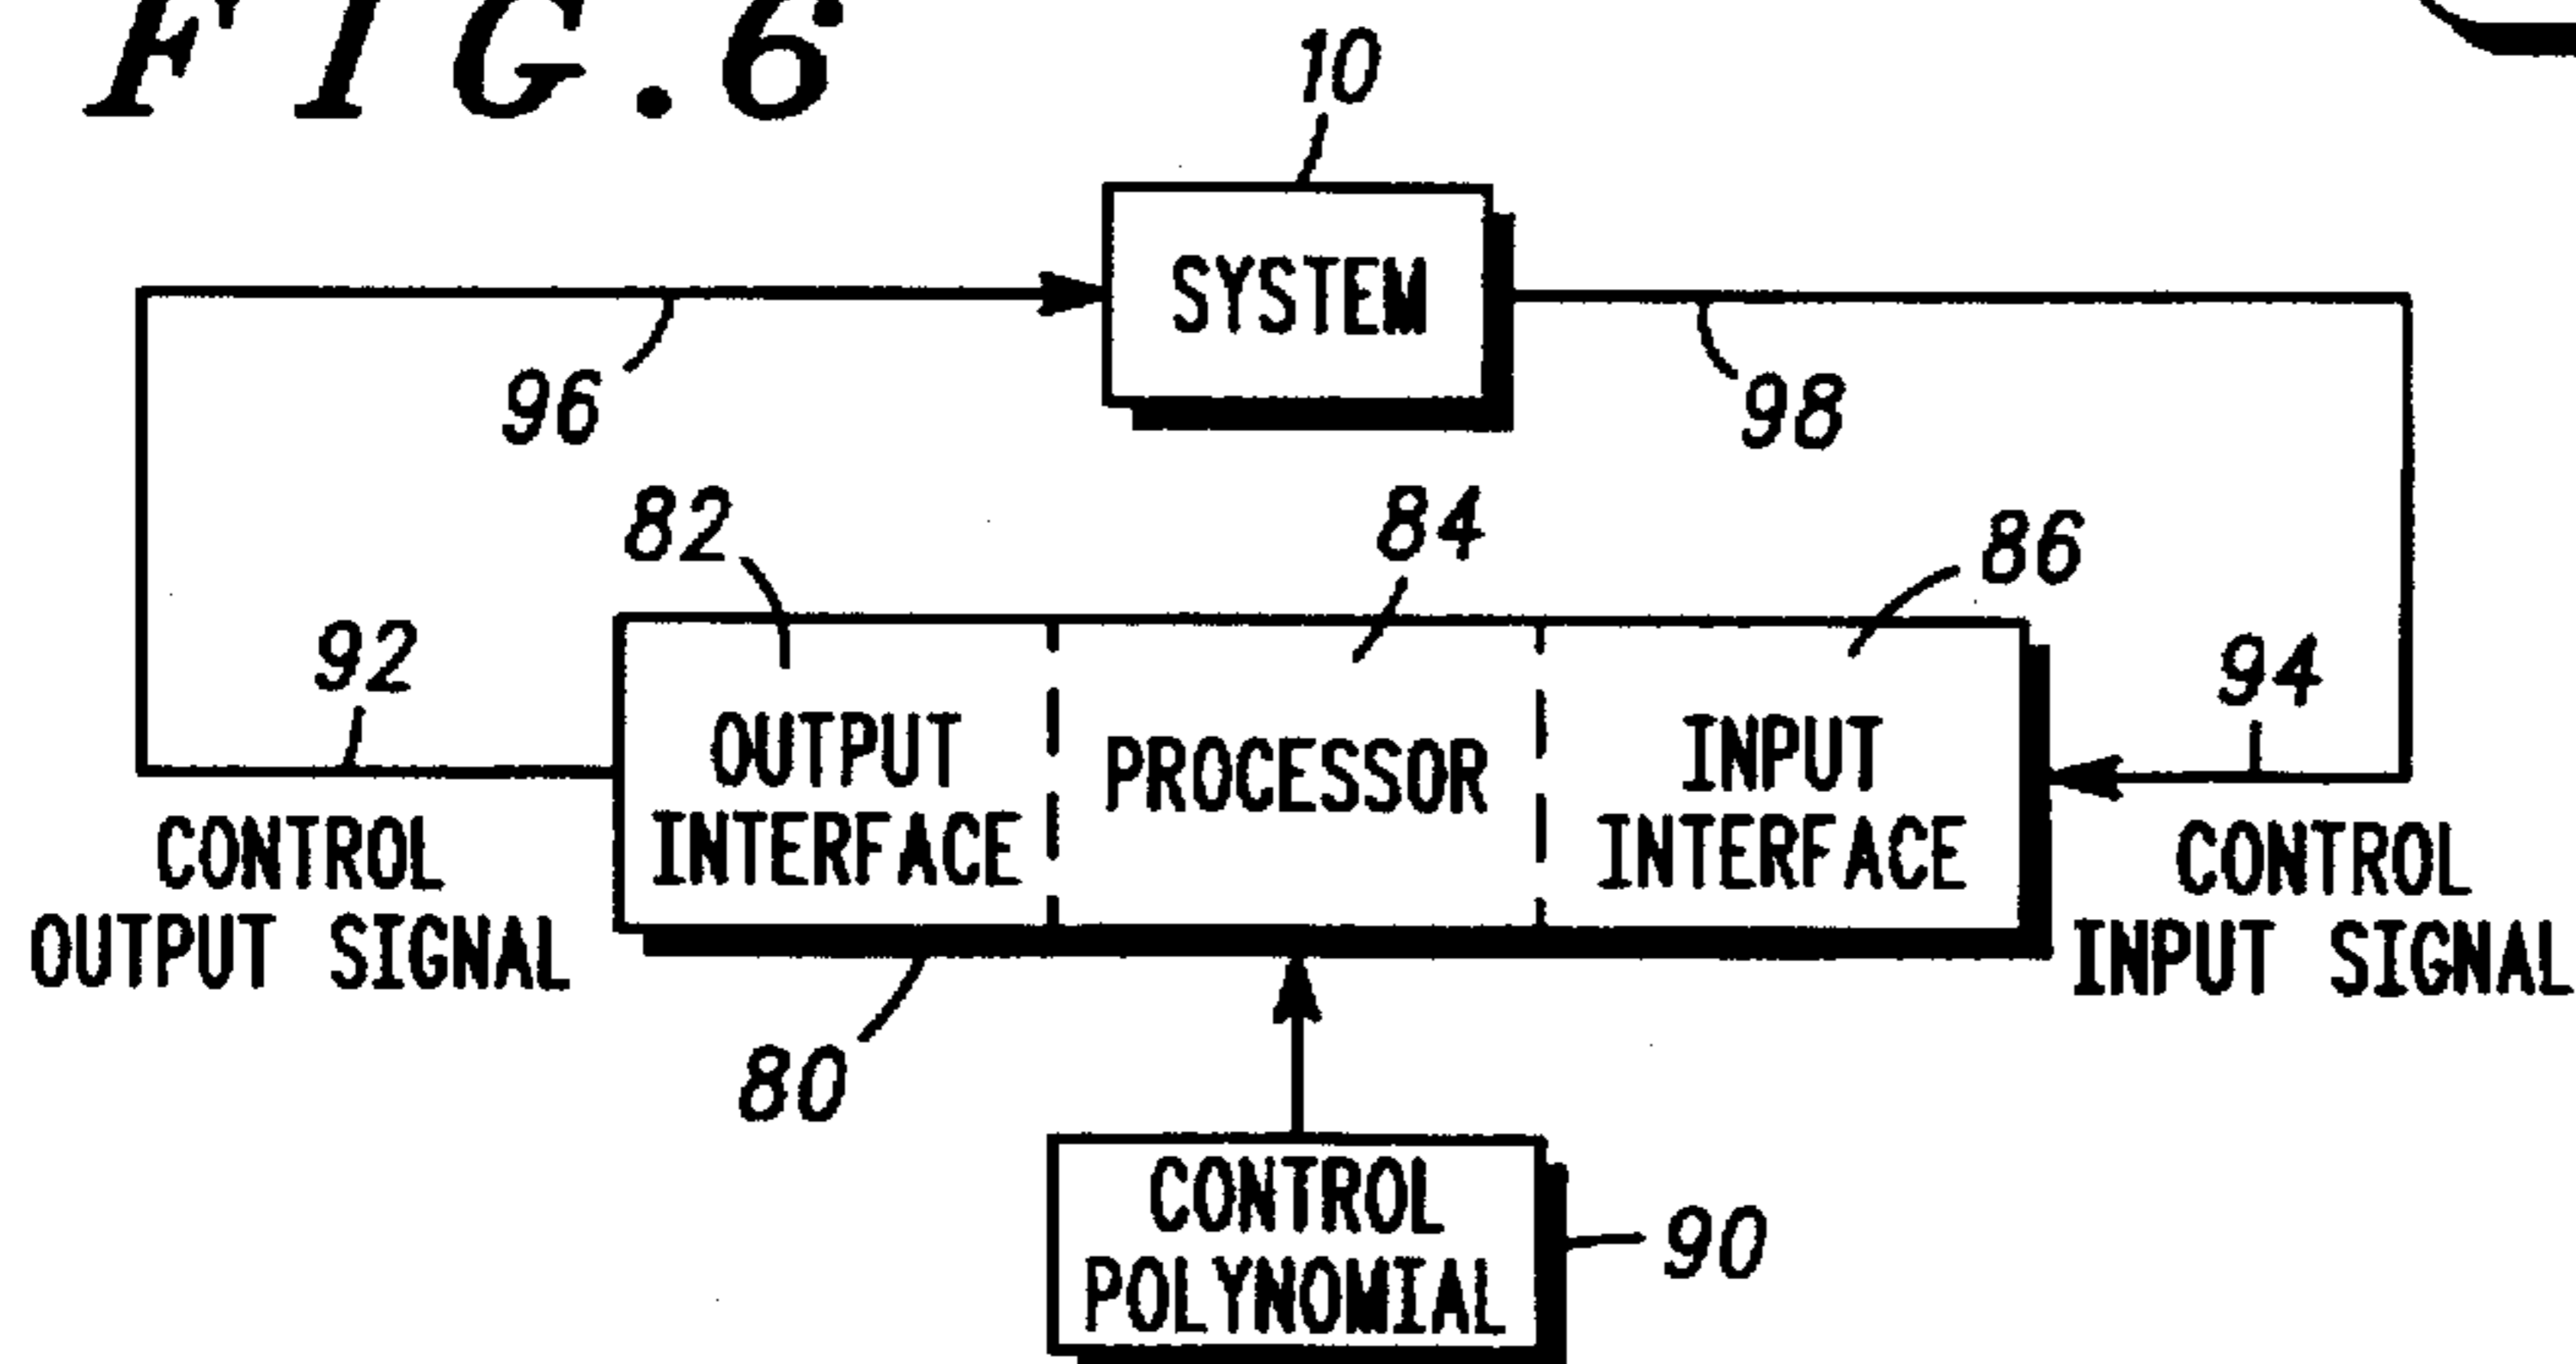 FIG.6
10
SYSTEM
96
98
82
84
86
92
94
OUTPUT
INTERFACE
PROCESSOR
INPUT
INTERFACE
CONTROL
OUTPUT SIGNAL
CONTROL
INPUT SIGNAL
80
CONTROL
POLYNOMIAL
90